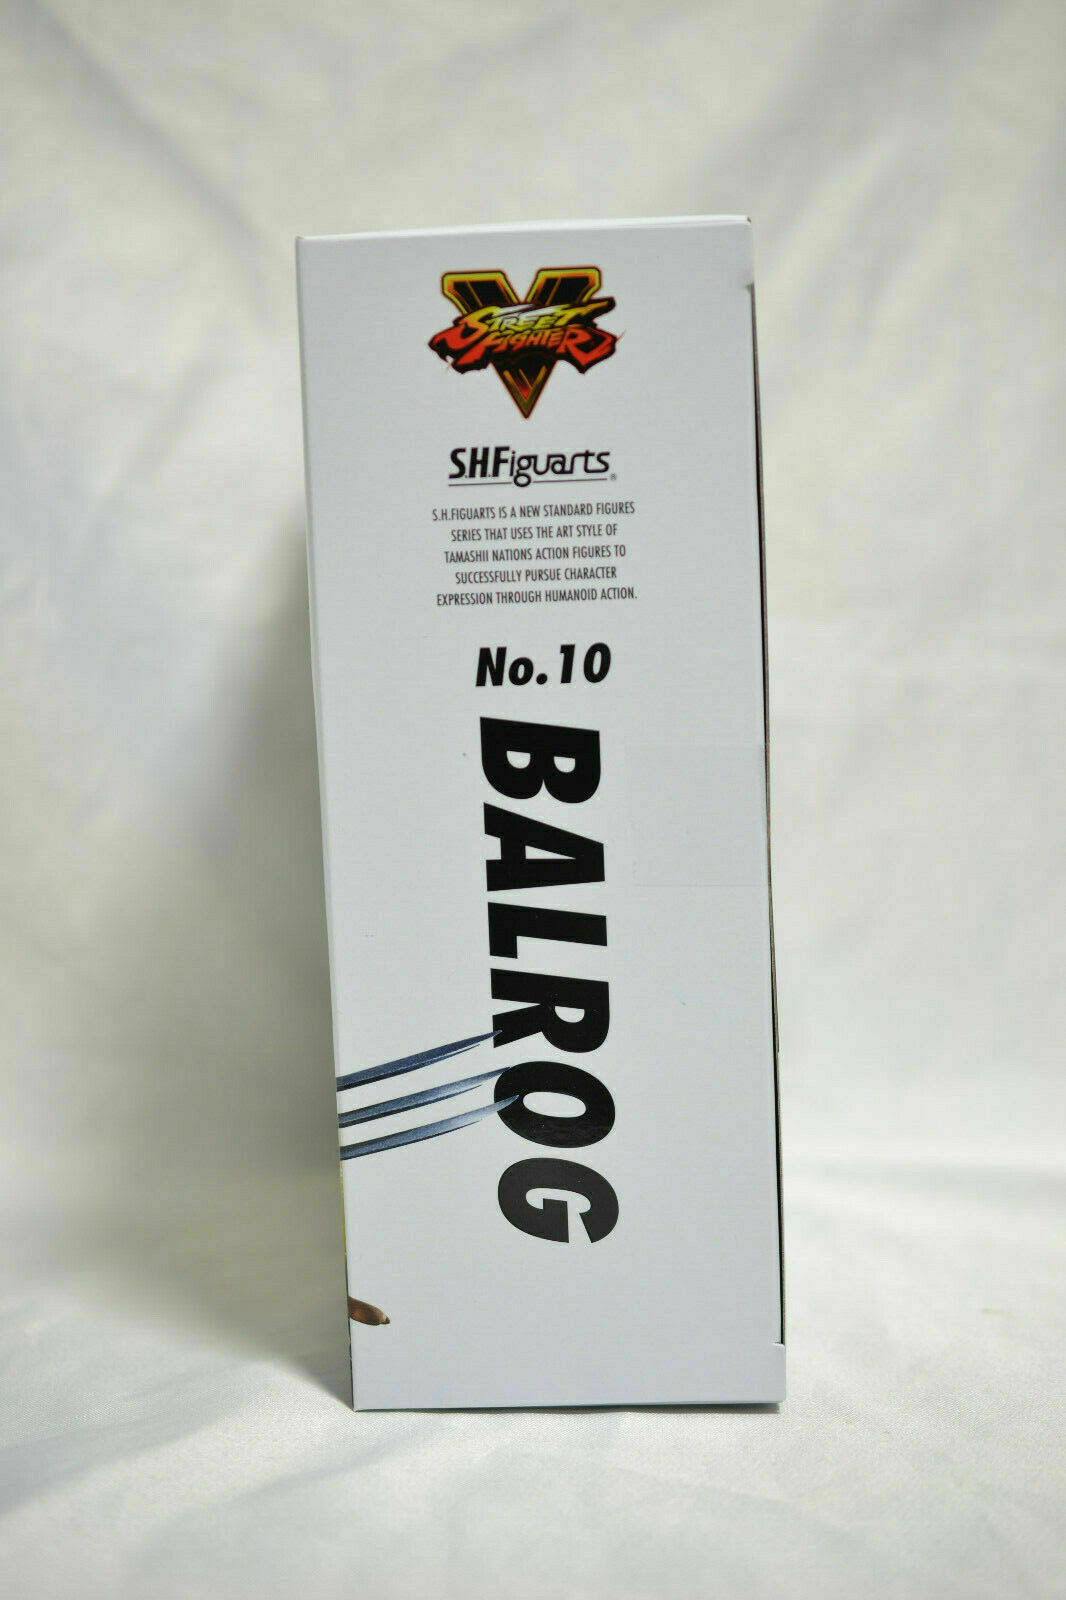 V
STREET
FIGHTER
S.H.Figuarts®
S.H.FIGUARTS IS A NEW STANDARD FIGURES
SERIES THAT USES THE ART STYLE OF
TAMASHII NATIONS ACTION FIGURES TO
SUCCESSFULLY PURSUE CHARACTER
EXPRESSION THROUGH HUMANOID ACTION.
No.10
BALROG